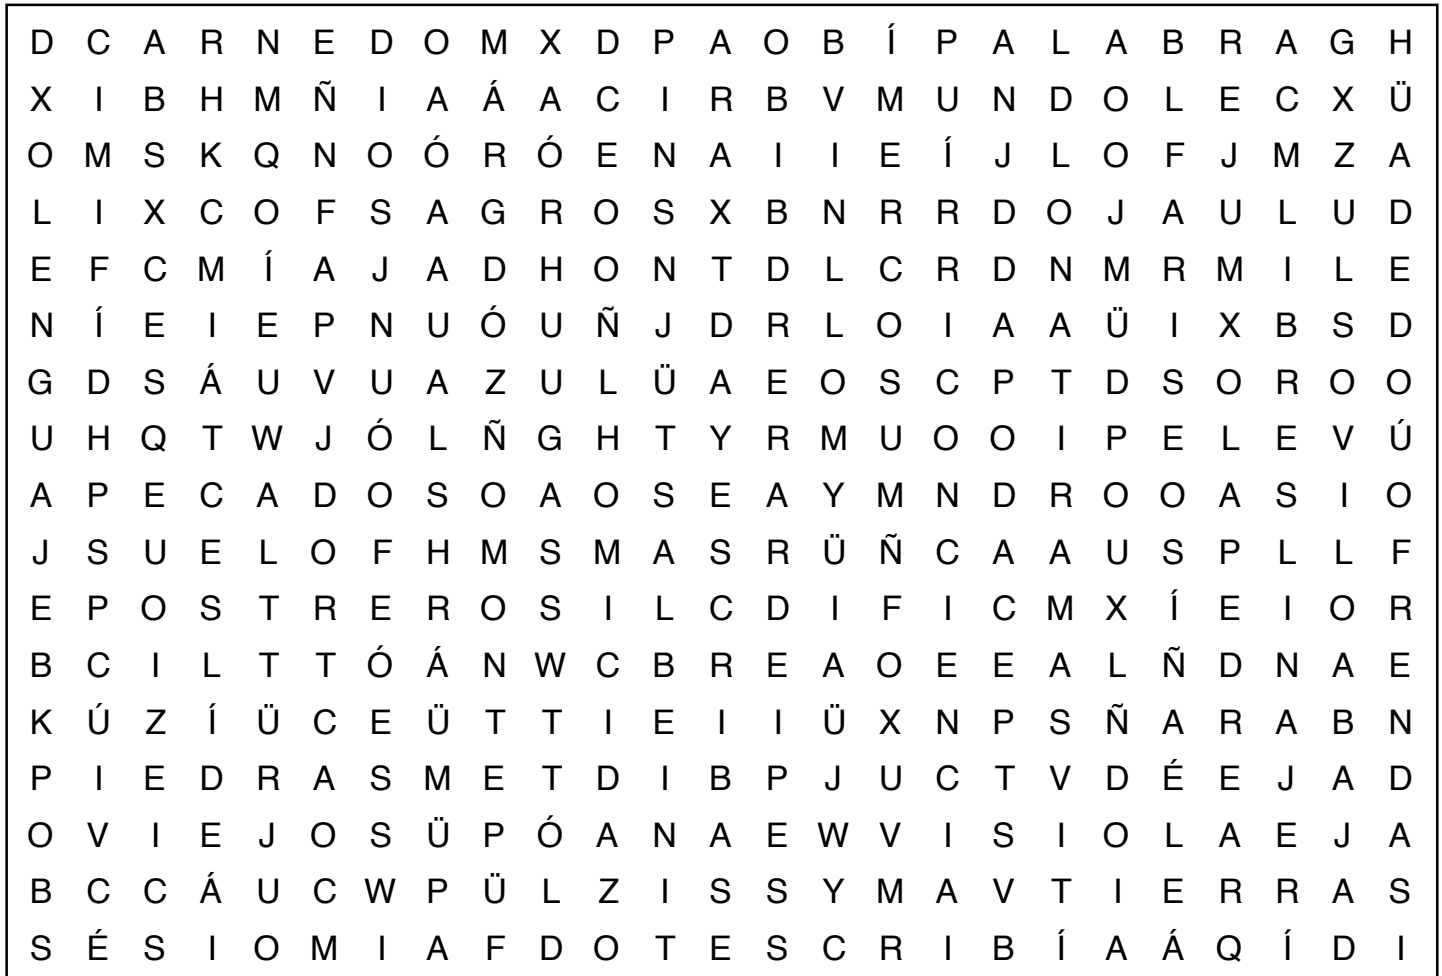 D C A R N E D O M X D P A O B Í P A L A B R A G H
X I B H M Ñ I A Á A C I R B V M U N D O L E C X Ü
O M S K Q N O Ó R Ó E N A I I E Í J L O F J M Z A
L I X C O F S A G R O S X B N R R D O J A U L U D
E F C M Í A J A D H O N T D L C R D N M R M I L E
N Í E I E P N U Ó U Ñ J D R L O I A A Ü I X B S D
G D S Á U V U A Z U L Ü A E O S C P T D S O R O O
U H Q T W J Ó L Ñ G H T Y R M U O O I P E L E V Ú
A P E C A D O S O A O S E A Y M N D R O O A S I O
J S U E L O F H M S M A S R Ü Ñ C A A U S P L L F
E P O S T R E R O S I L C D I F I C M X Í E I O R
B C I L T T Ó Á N W C B R E A O E E A L Ñ D N A E
K Ú Z Í Ü C E Ü T T I E I I Ü X N P S Ñ A R A B N
P I E D R A S M E T D I B P J U C T V D É E J A D
O V I E J O S Ü P Ó A N A E W V I S I O L A E J A
B C C Á U C W P Ü L Z I S S Y M A V T I E R R A S
S É S I O M I A F D O T E S C R I B Í A Á Q Í D I